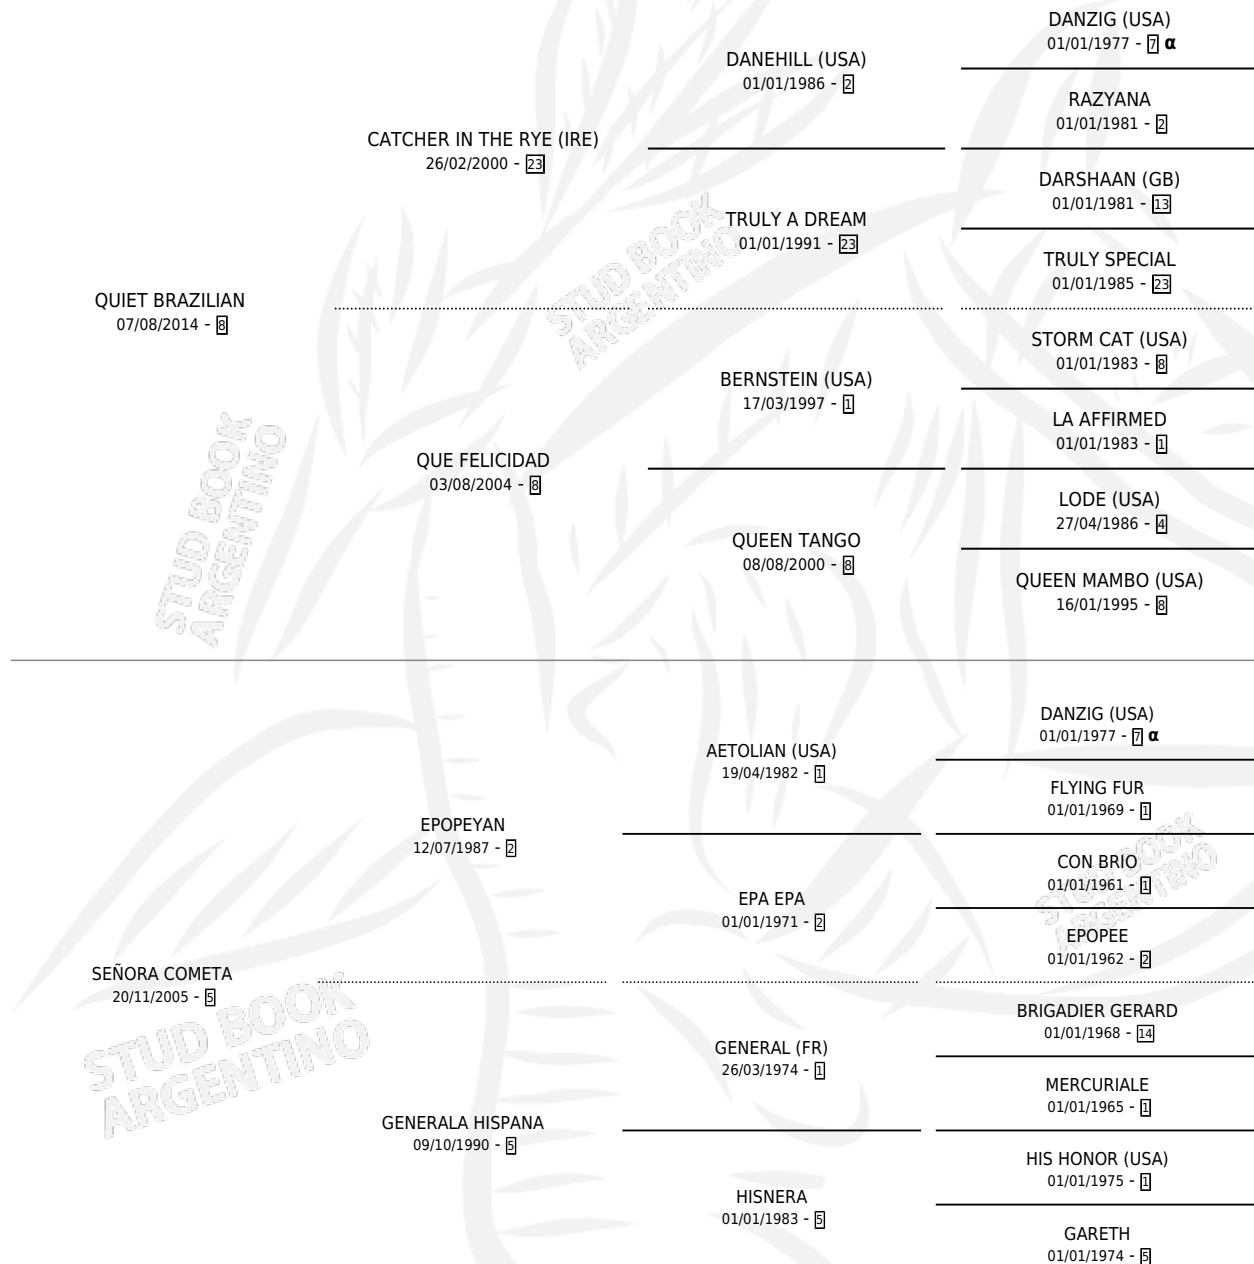 DANZIG (USA)
01/01/1977 - 7 α
DANEHILL (USA)
01/01/1986 - 2
RAZYANA
01/01/1981 - 2
CATCHER IN THE RYE (IRE)
26/02/2000 - 23
DARSHAAN (GB)
01/01/1981 - 13
TRULY A DREAM
01/01/1991 - 23
TRULY SPECIAL
01/01/1985 - 23
QUIET BRAZILIAN
07/08/2014 - 8
STORM CAT (USA)
01/01/1983 - 8
BERNSTEIN (USA)
17/03/1997 - 1
LA AFFIRMED
01/01/1983 - 1
QUE FELICIDAD
03/08/2004 - 8
LODE (USA)
27/04/1986 - 4
QUEEN TANGO
08/08/2000 - 8
QUEEN MAMBO (USA)
16/01/1995 - 8
DANZIG (USA)
01/01/1977 - 7 α
AETOLIAN (USA)
19/04/1982 - 1
FLYING FUR
01/01/1969 - 1
EPOPEYAN
12/07/1987 - 2
CON BRIO
01/01/1961 - 1
EPA EPA
01/01/1971 - 2
EPOPEE
01/01/1962 - 2
SEÑORA COMETA
20/11/2005 - 5
BRIGADIER GERARD
01/01/1968 - 14
GENERAL (FR)
26/03/1974 - 1
MERCURIALE
01/01/1965 - 1
GENERALA HISPANA
09/10/1990 - 5
HIS HONOR (USA)
01/01/1975 - 1
HISNERA
01/01/1983 - 5
GARETH
01/01/1974 - 5
STUD BOOK
ARGENTINO
STUD BOOK
ARGENTINO
STUD BOOK
ARGENTINO
STUD BOOK
ARGENTINO